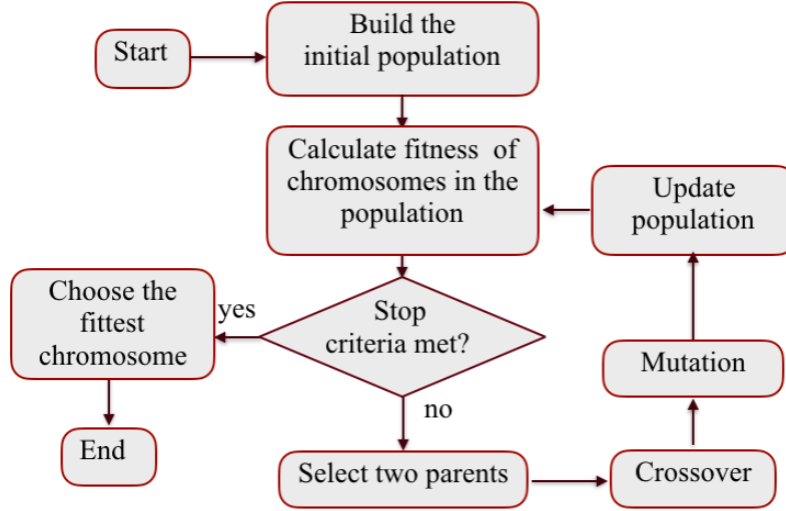 Start
Build the
initial population
Calculate fitness of
chromosomes in the
population
Update
population
Choose the
fittest
chromosome
yes
Stop
criteria met?
Mutation
no
End
Select two parents
Crossover